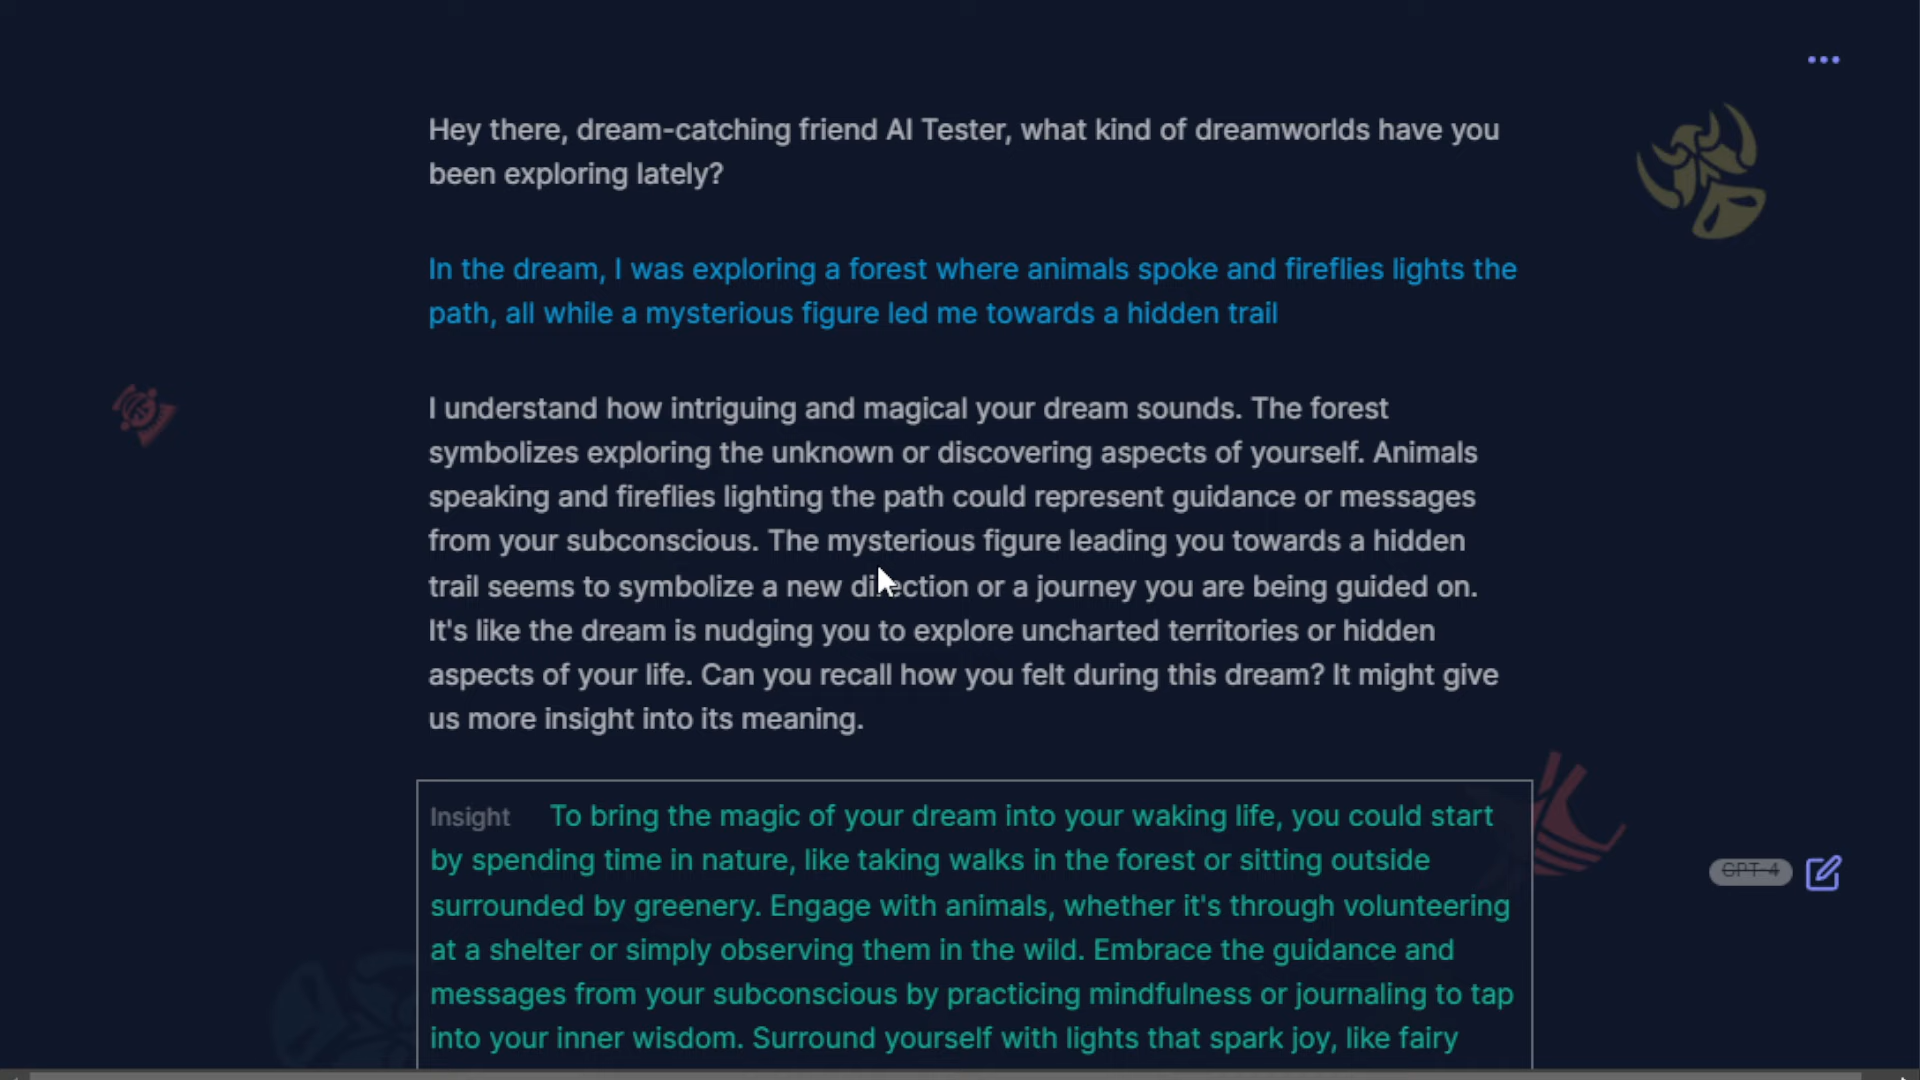 Hey there, dream-catching friend AI Tester, what kind of dreamworlds have you
been exploring lately?
In the dream, I was exploring a forest where animals spoke and fireflies lights the
path, all while a mysterious figure led me towards a hidden trail
I understand how intriguing and magical your dream sounds. The forest
symbolizes exploring the unknown or discovering aspects of yourself. Animals
speaking and fireflies lighting the path could represent guidance or messages
from your subconscious. The mysterious figure leading you towards a hidden
trail seems to symbolize a new direction or a journey you are being guided on.
It's like the dream is nudging you to explore uncharted territories or hidden
aspects of your life. Can you recall how you felt during this dream? It might give
us more insight into its meaning.
Insight To bring the magic of your dream into your waking life, you could start
by spending time in nature, like taking walks in the forest or sitting outside
surrounded by greenery. Engage with animals, whether it's through volunteering
at a shelter or simply observing them in the wild. Embrace the guidance and
messages from your subconscious by practicing mindfulness or journaling to tap
into your inner wisdom. Surround yourself with lights that spark joy, like fairy
GPT-4